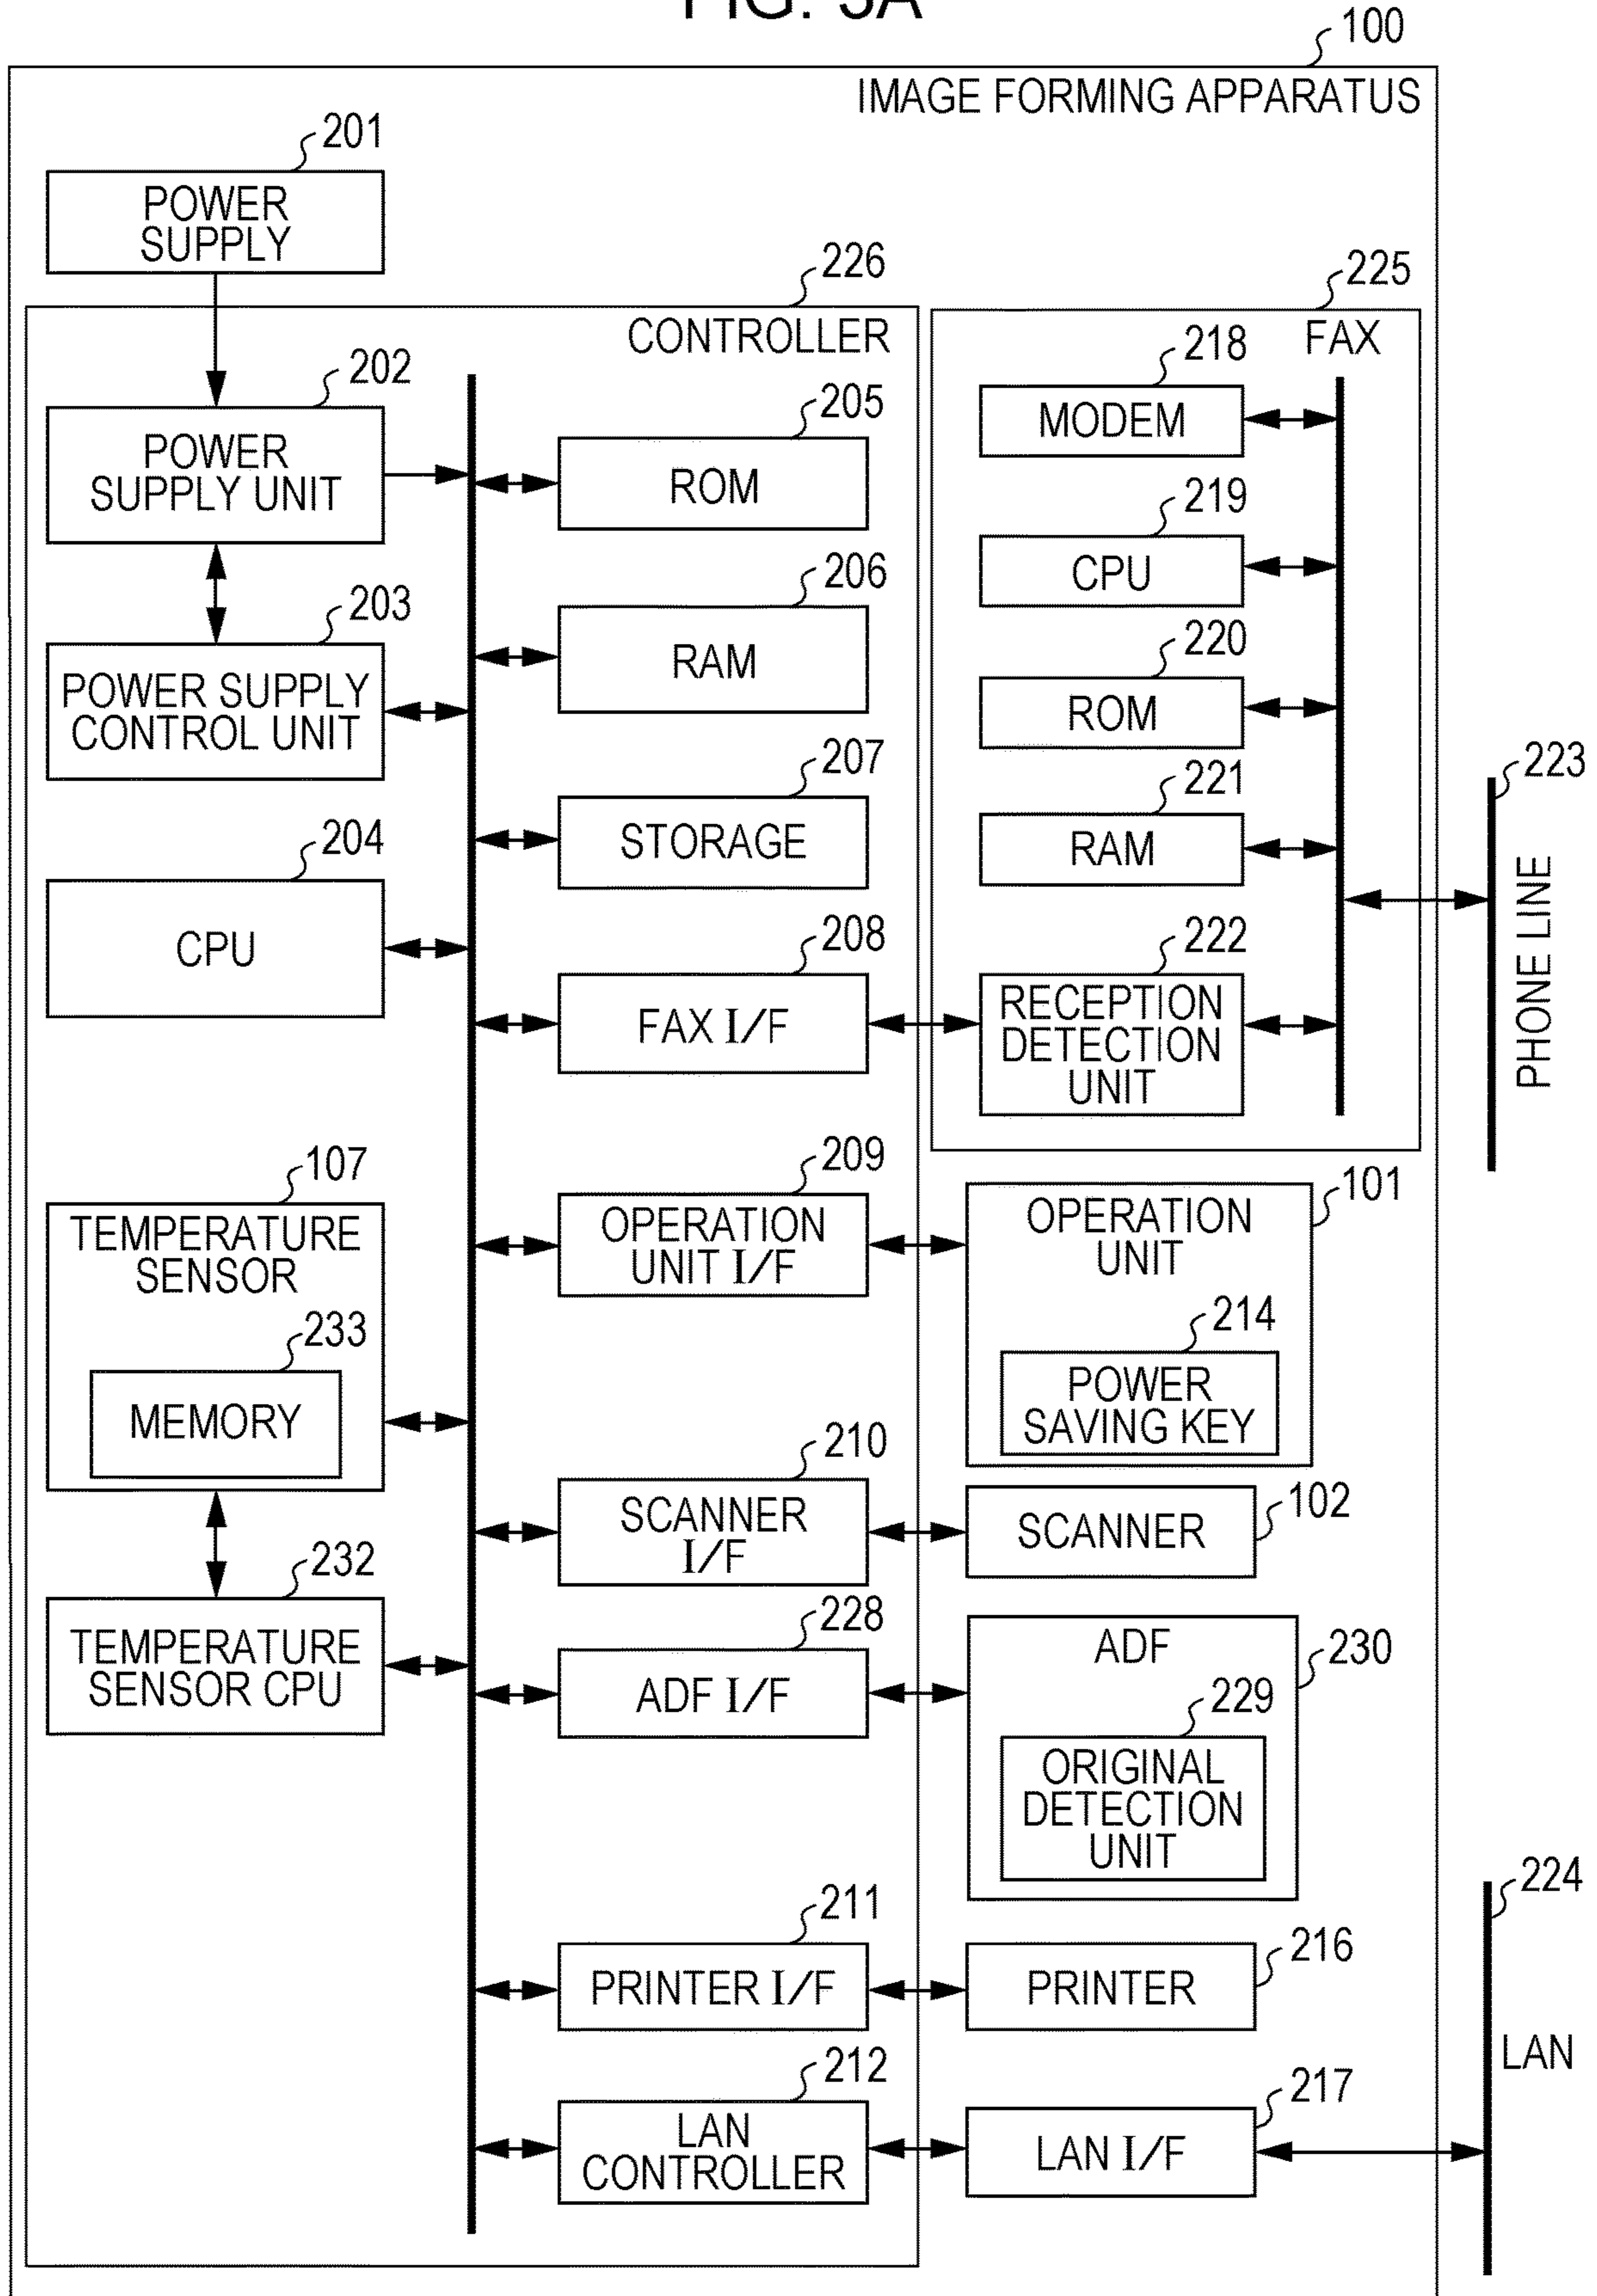 FIG. 3A
100
IMAGE FORMING APPARATUS
201
POWER
SUPPLY
226
CONTROLLER
225
FAX
202
POWER
SUPPLY UNIT
205
ROM
218
MODEM
219
CPU
203
POWER SUPPLY
CONTROL UNIT
206
RAM
220
ROM
207
STORAGE
221
RAM
223
PHONE LINE
204
CPU
208
FAX I/F
222
RECEPTION
DETECTION
UNIT
107
TEMPERATURE
SENSOR
233
MEMORY
209
OPERATION
UNIT I/F
101
OPERATION
UNIT
214
POWER
SAVING KEY
210
SCANNER
I/F
102
SCANNER
232
TEMPERATURE
SENSOR CPU
228
ADF I/F
230
ADF
229
ORIGINAL
DETECTION
UNIT
211
PRINTER I/F
216
PRINTER
224
LAN
212
LAN
CONTROLLER
217
LAN I/F